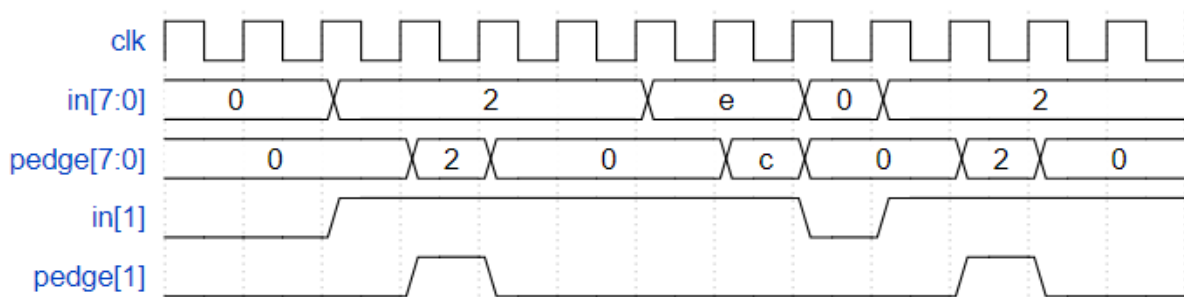 clk
in[7:0] 0 2 e 0 2
pedge[7:0] 0 2 0 c 0 2 0
in[1]
pedge[1]